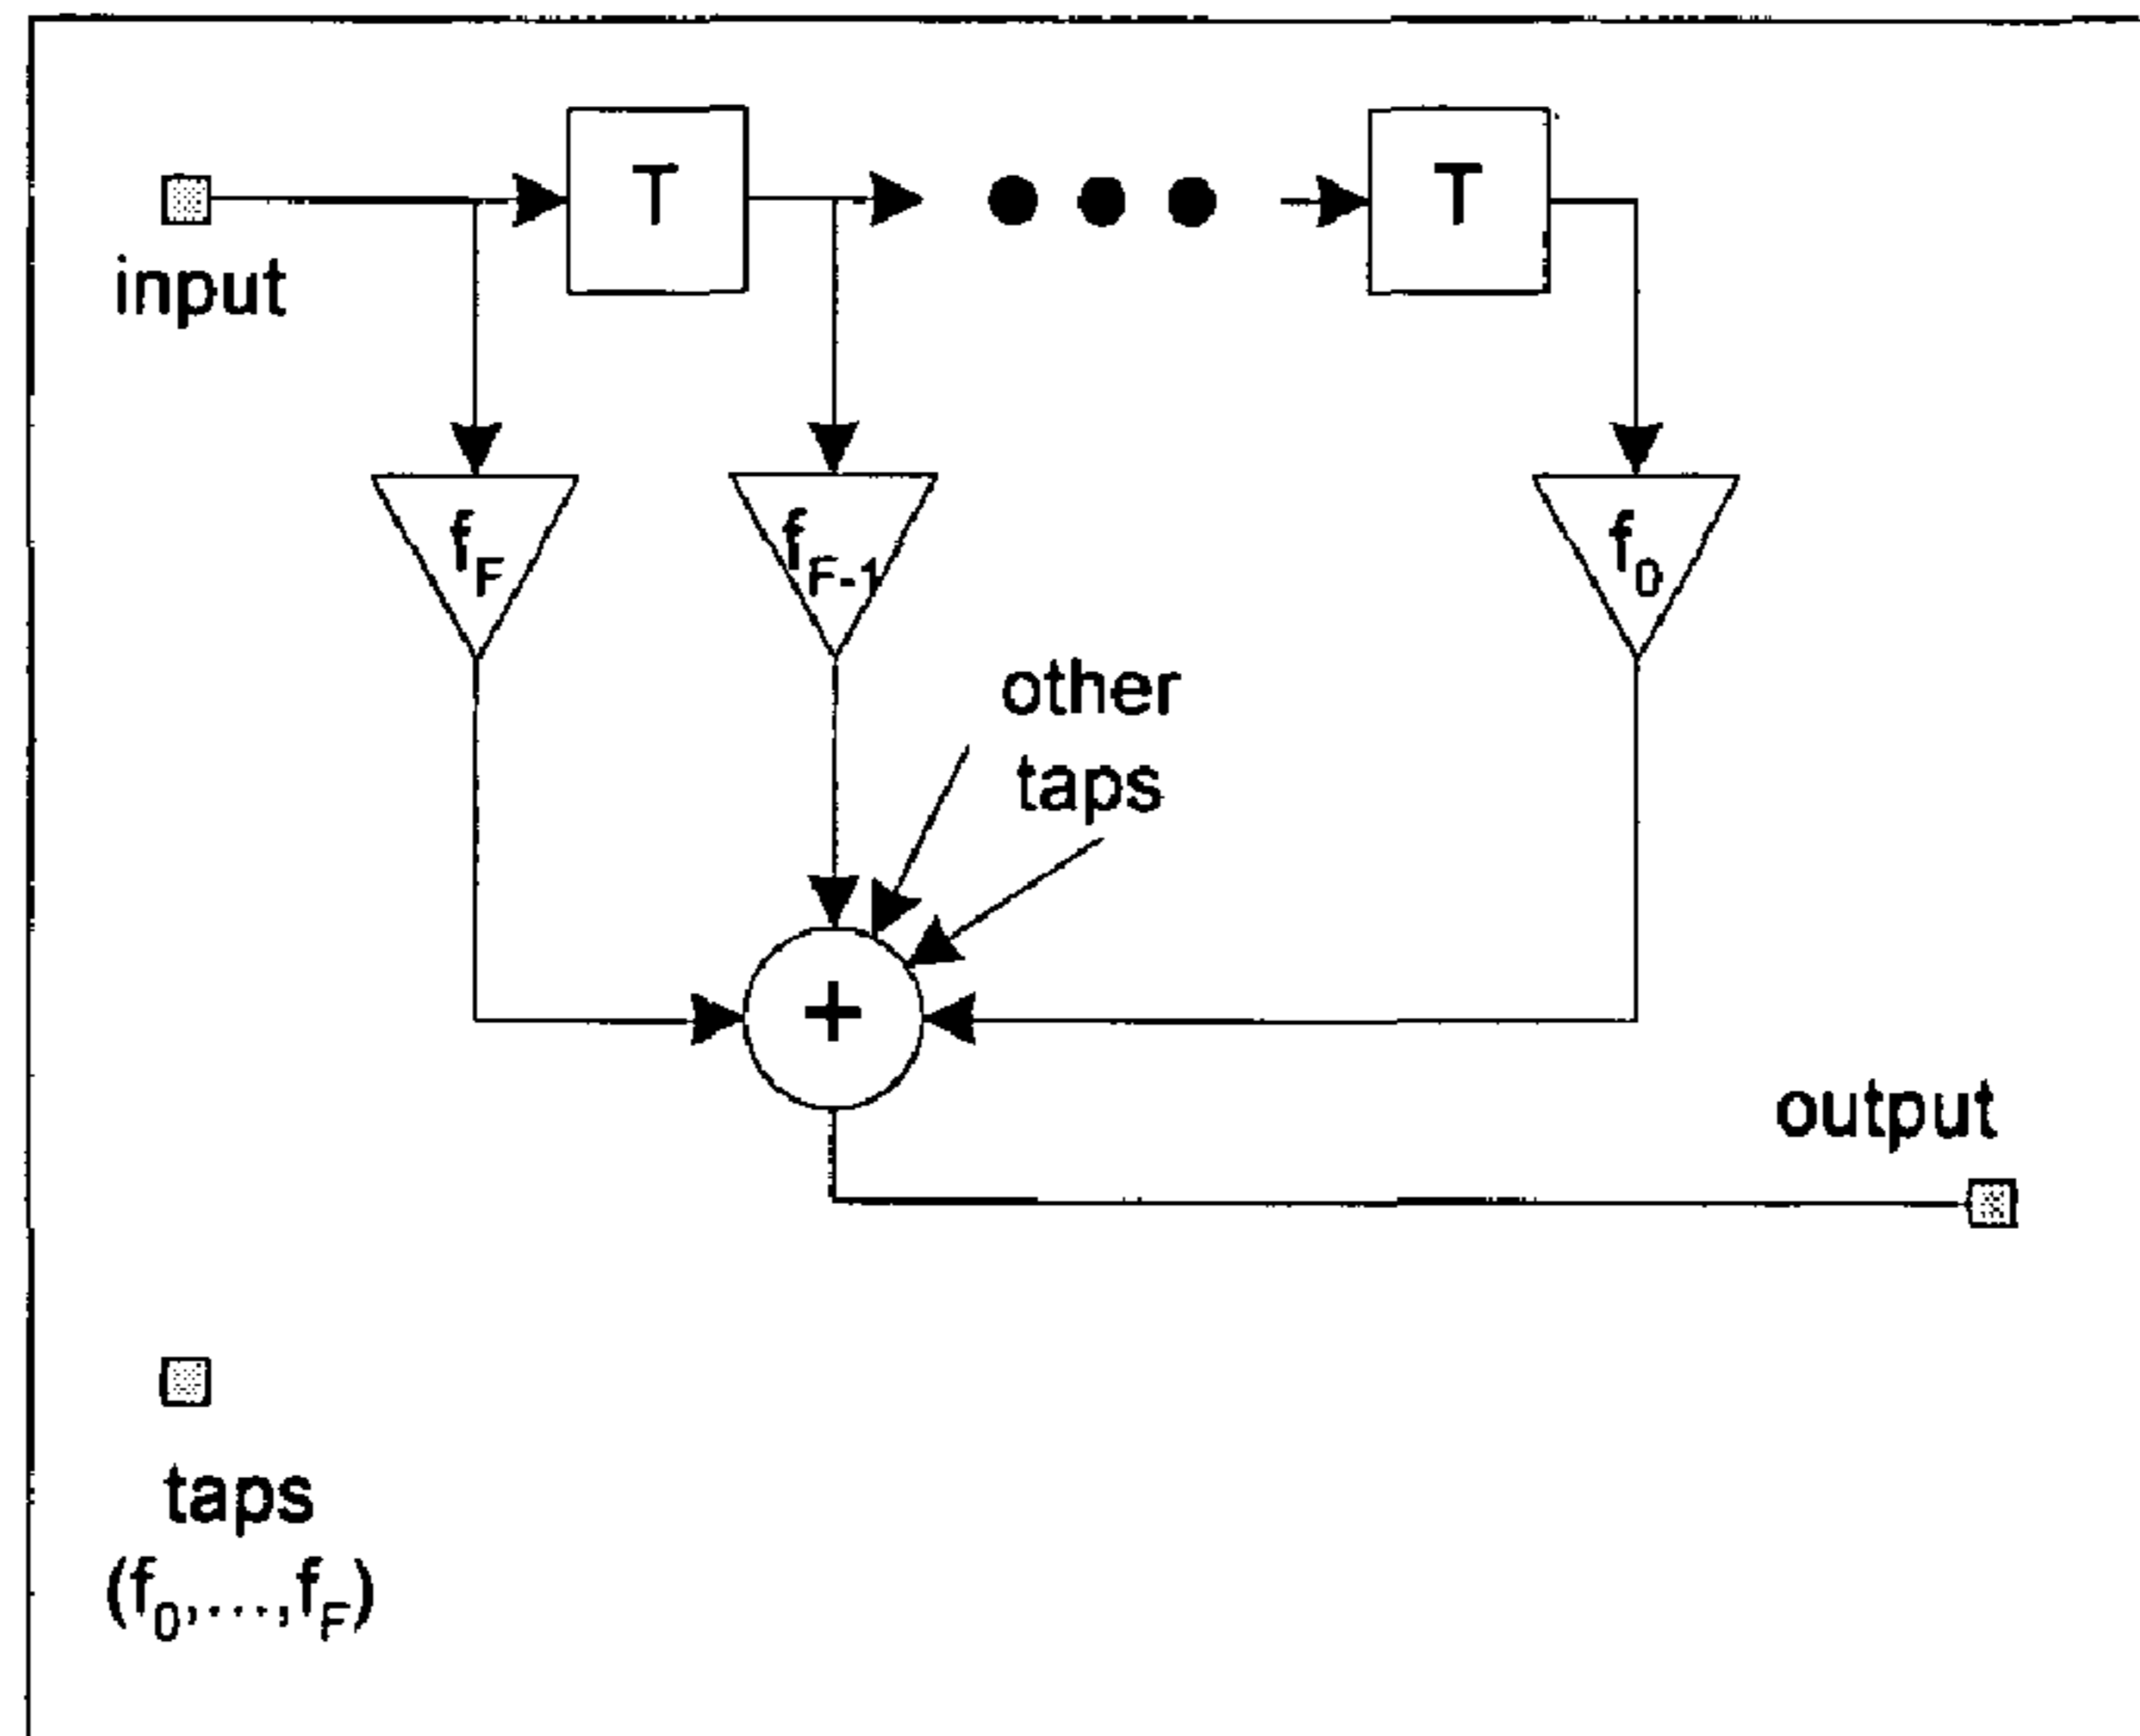 T
T
input
f_F
f_F-1
f_0
other
taps
+
output
taps
(f_0,...,f_F)